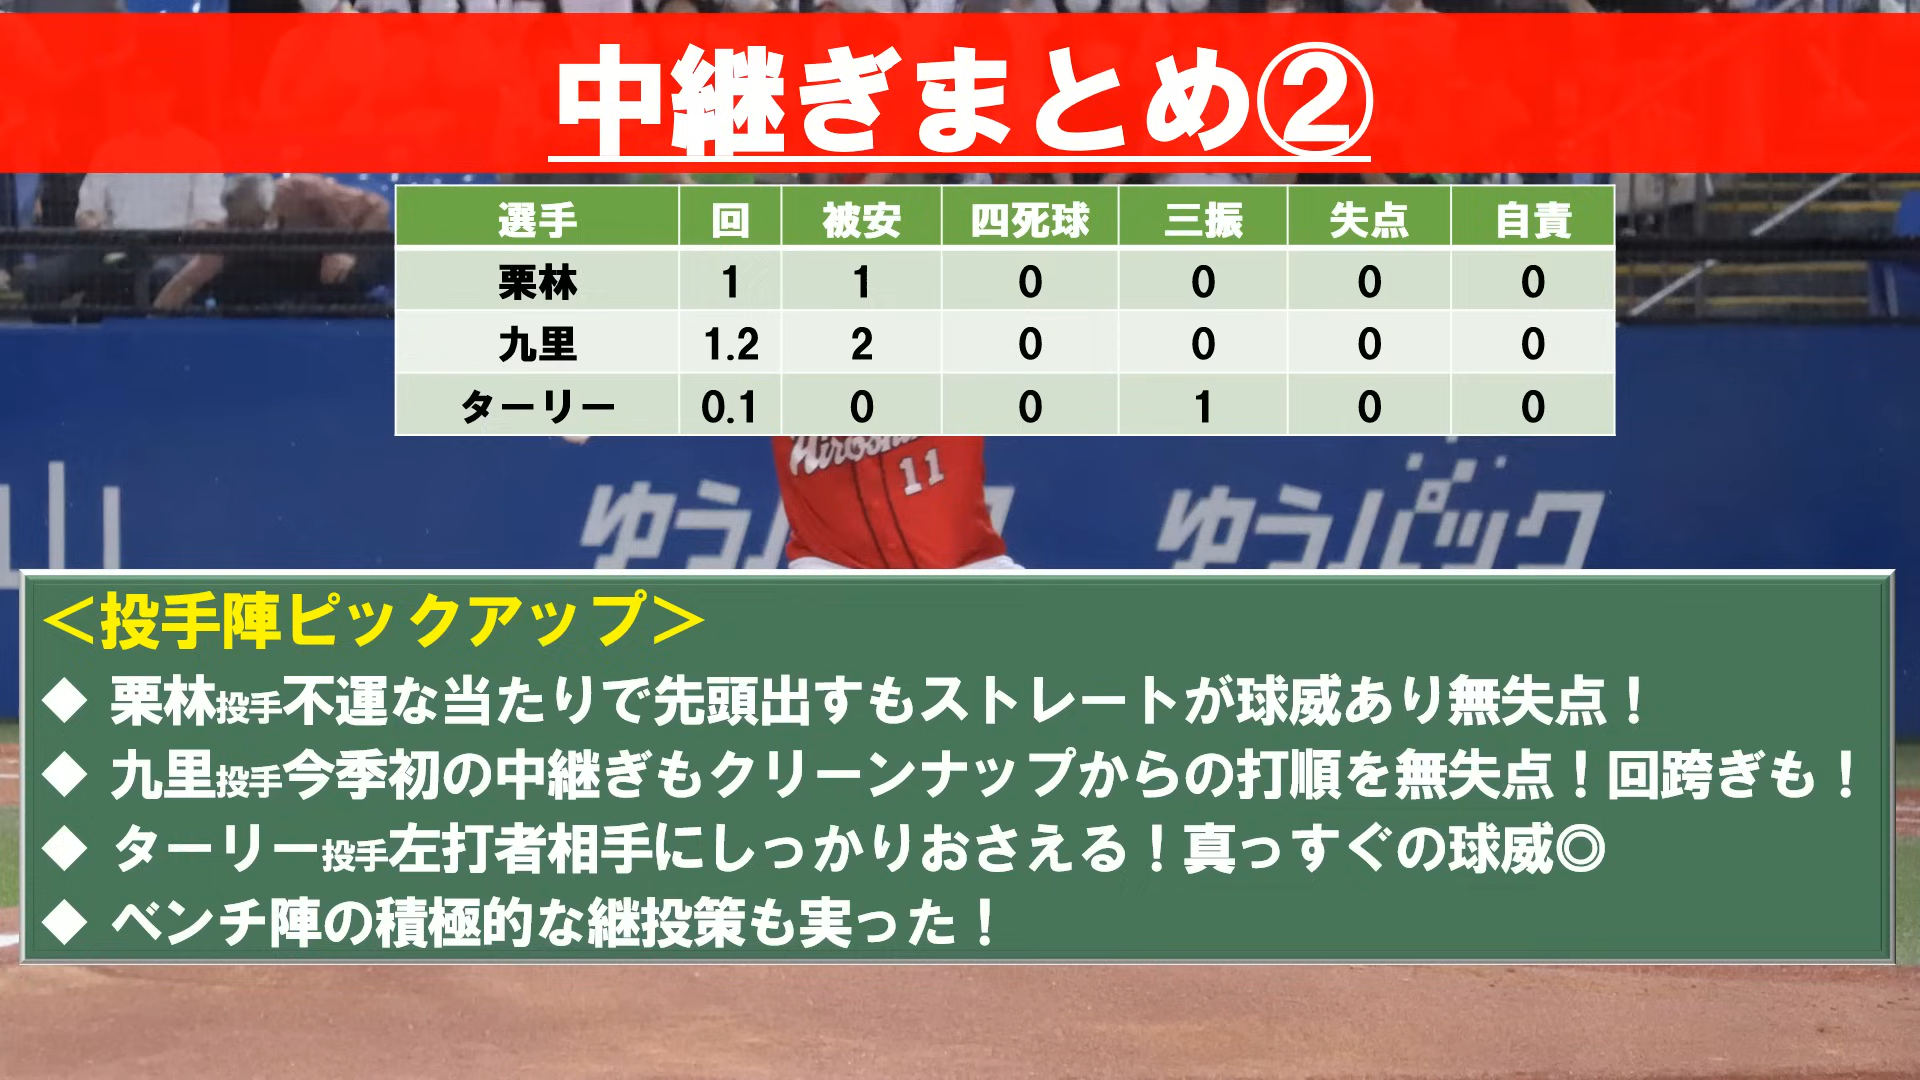 中継ぎまとめ②
選手 回 被安 四死球 三振 失点 自責
栗林 1 1 0 0 0 0
九里 1.2 2 0 0 0 0
ターリー 0.1 0 0 1 0 0
11
ゆうパック
＜投手陣ピックアップ＞
◆ 栗林投手不運な当たりで先頭出すもストレートが球威あり無失点！
◆ 九里投手今季初の中継ぎもクリーンナップからの打順を無失点！回跨ぎも！
◆ ターリー投手左打者相手にしっかりおさえる！真っすぐの球威◎
◆ ベンチ陣の積極的な継投策も実った！